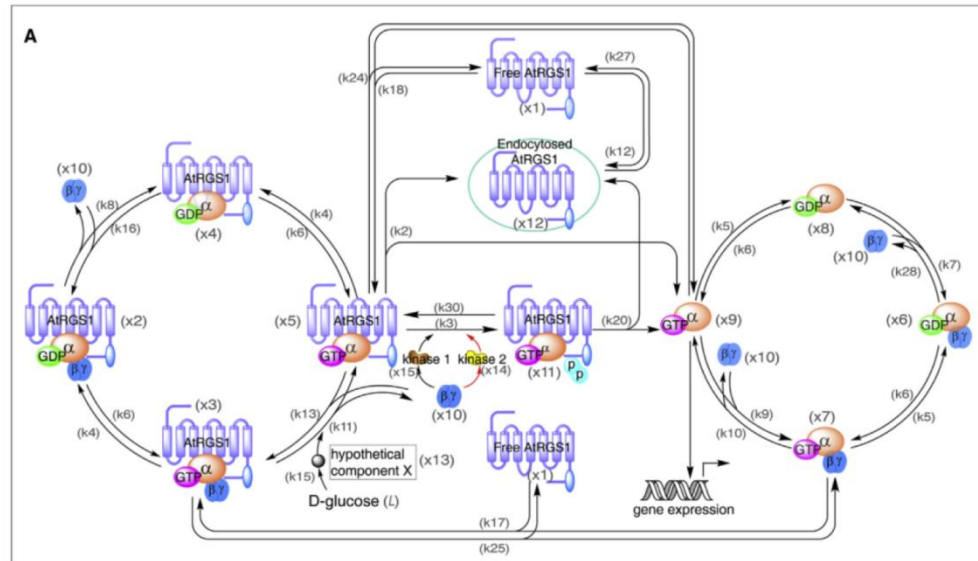 A
(k24)
(k18)
Free AtRGS1
(x1)
(k27)
Endocytosed
AtRGS1
(x12)
(k12)
(x10)
βγ
(k8)
(k16)
AtRGS1
GDP
α
(x4)
(k4)
(k6)
(k2)
AtRGS1
(x2)
GDP
α
βγ
(x5)
AtRGS1
GTP
α
(k30)
(k3)
AtRGS1
GTP
α
(x11)
P
P
(k20)
kinase 1
(x15)
kinase 2
(x14)
βγ
(x10)
(k6)
(k4)
(x3)
AtRGS1
GTP
α
βγ
(k13)
(k11)
(k15)
hypothetical
component X
(x13)
D-glucose (L)
Free
AtRGS1
(x1)
(k17)
(k25)
(k5)
(k6)
GDP
α
(x8)
(x10)
βγ
(k7)
(k28)
GTP
α
(x9)
(x6)
GDP
α
βγ
βγ
(x10)
(k9)
(k10)
(k6)
(k5)
(x7)
GTP
α
βγ
gene expression